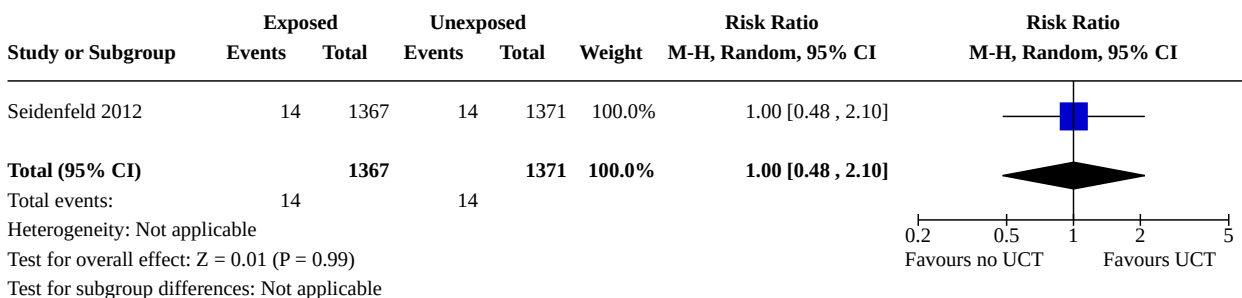 Exposed Unexposed Risk Ratio Risk Ratio
Study or Subgroup Events Total Events Total Weight M-H, Random, 95% CI M-H, Random, 95% CI
Seidenfeld 2012 14 1367 14 1371 100.0% 1.00 [0.48 , 2.10]
Total (95% CI) 1367 1371 100.0% 1.00 [0.48 , 2.10]
Total events: 14 14
Heterogeneity: Not applicable 0.2 0.5 1 2 5
Test for overall effect: Z = 0.01 (P = 0.99) Favours no UCT Favours UCT
Test for subgroup differences: Not applicable